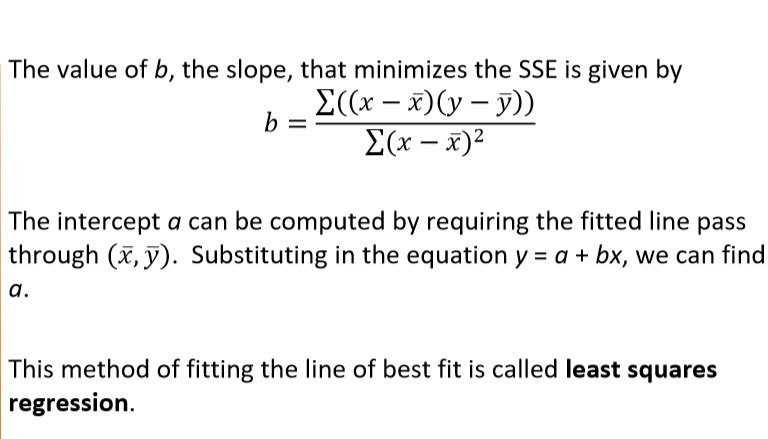 The value of b, the slope, that minimizes the SSE is given by
b = ∑((x − x̄)(y − ȳ)) / ∑(x − x̄)²
The intercept a can be computed by requiring the fitted line pass
through (x̄, ȳ). Substituting in the equation y = a + bx, we can find
a.
This method of fitting the line of best fit is called least squares
regression.